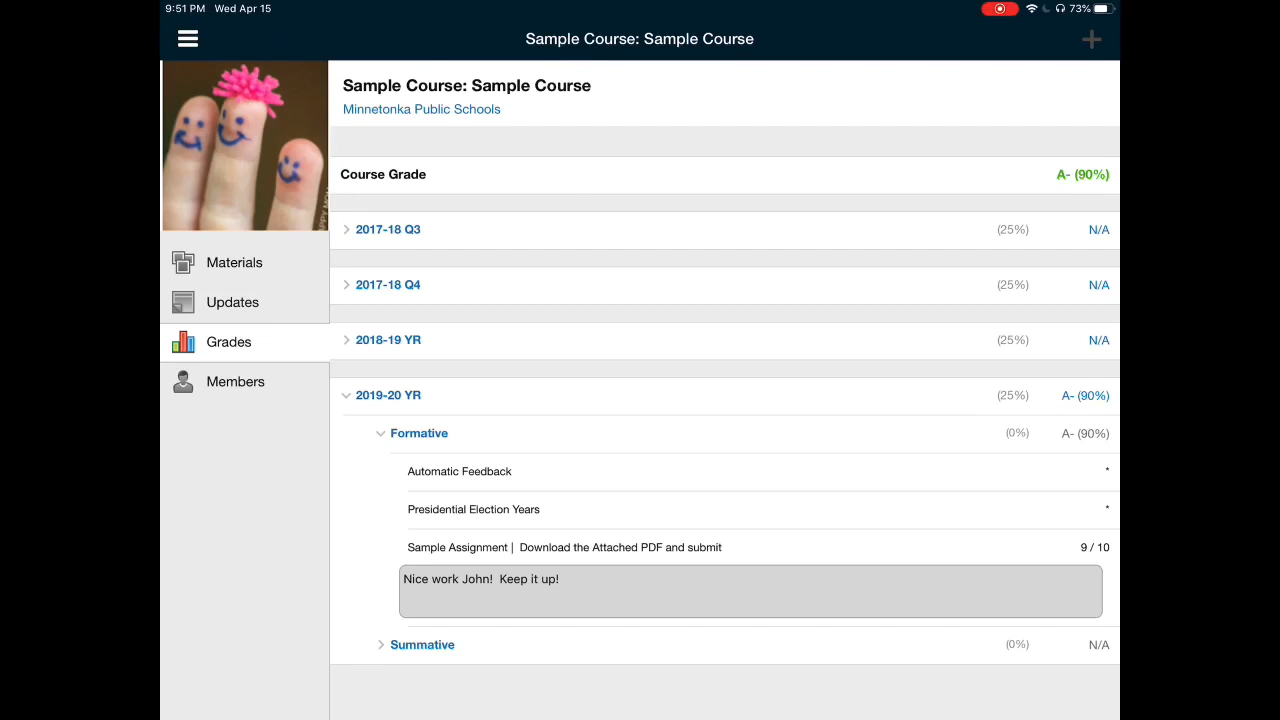 9:51 PM Wed Apr 15 73%
Sample Course: Sample Course
Sample Course: Sample Course
Minnetonka Public Schools
Course Grade A- (90%)
2017-18 Q3 (25%) N/A
2017-18 Q4 (25%) N/A
Materials
Updates
Grades
Members
2018-19 YR (25%) N/A
2019-20 YR (25%) A- (90%)
Formative (0%) A- (90%)
Automatic Feedback *
Presidential Election Years *
Sample Assignment | Download the Attached PDF and submit 9 / 10
Nice work John! Keep it up!
Summative (0%) N/A